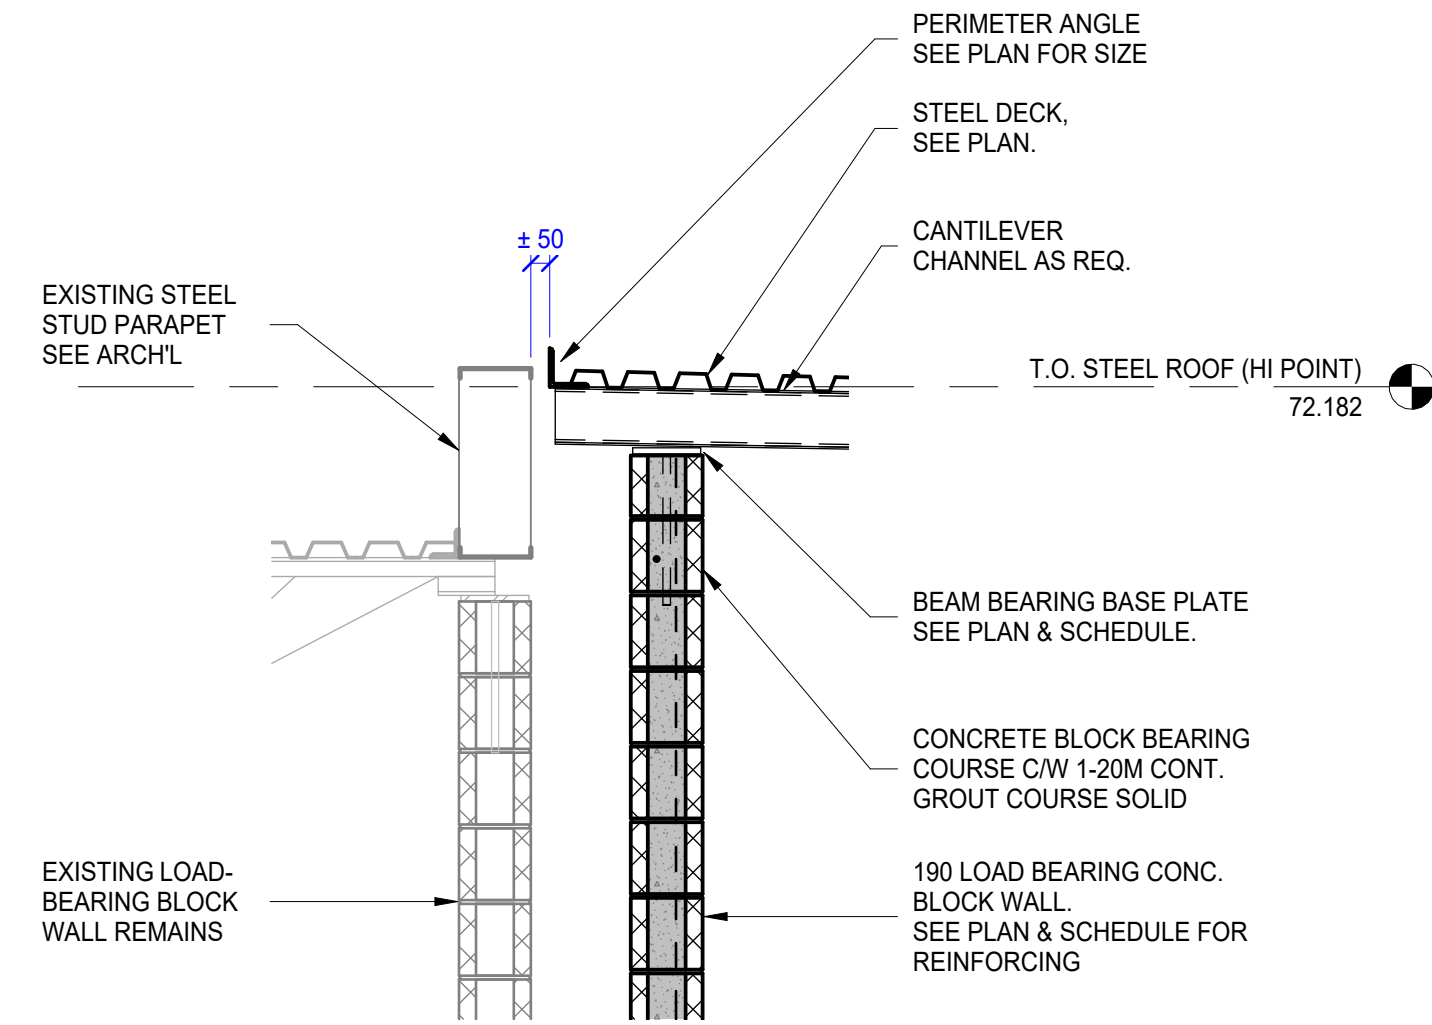 PERIMETER ANGLE
SEE PLAN FOR SIZE
STEEL DECK,
SEE PLAN.
CANTILEVER
CHANNEL AS REQ.
± 50
EXISTING STEEL
STUD PARAPET
SEE ARCH'L
T.O. STEEL ROOF (HI POINT)
72.182
BEAM BEARING BASE PLATE
SEE PLAN & SCHEDULE.
CONCRETE BLOCK BEARING
COURSE C/W 1-20M CONT.
GROUT COURSE SOLID
EXISTING LOAD-
BEARING BLOCK
WALL REMAINS
190 LOAD BEARING CONC.
BLOCK WALL.
SEE PLAN & SCHEDULE FOR
REINFORCING